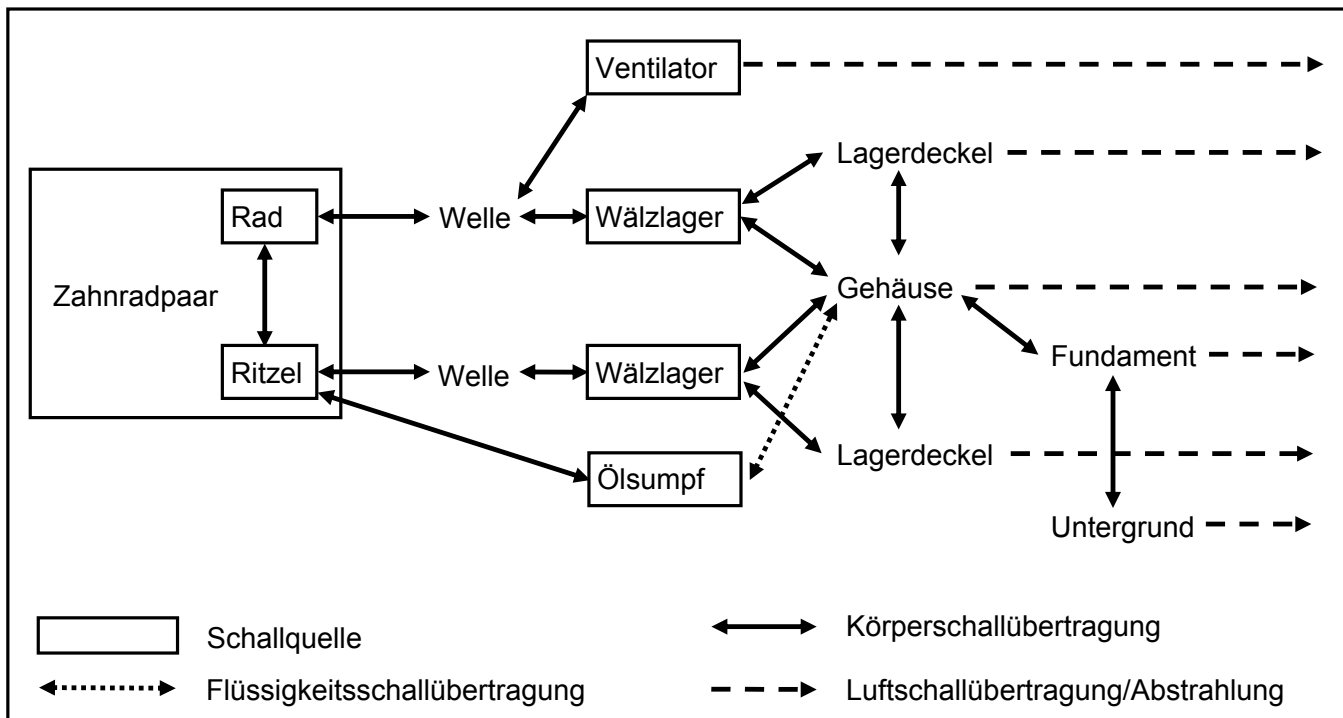 Ventilator
Lagerdeckel
Rad
Welle
Wälzlager
Zahnradpaar
Gehäuse
Fundament
Ritzel
Welle
Wälzlager
Lagerdeckel
Ölsumpf
Untergrund
Schallquelle
Körperschallübertragung
Flüssigkeitsschallübertragung
Luftschallübertragung/Abstrahlung